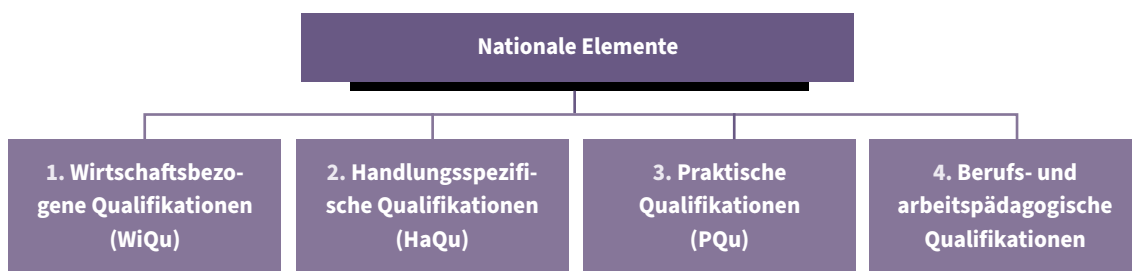 Nationale Elemente
1. Wirtschaftsbezo-
gene Qualifikationen
(WiQu)
2. Handlungsspezifi-
sche Qualifikationen
(HaQu)
3. Praktische
Qualifikationen
(PQu)
4. Berufs- und
arbeitspädagogische
Qualifikationen